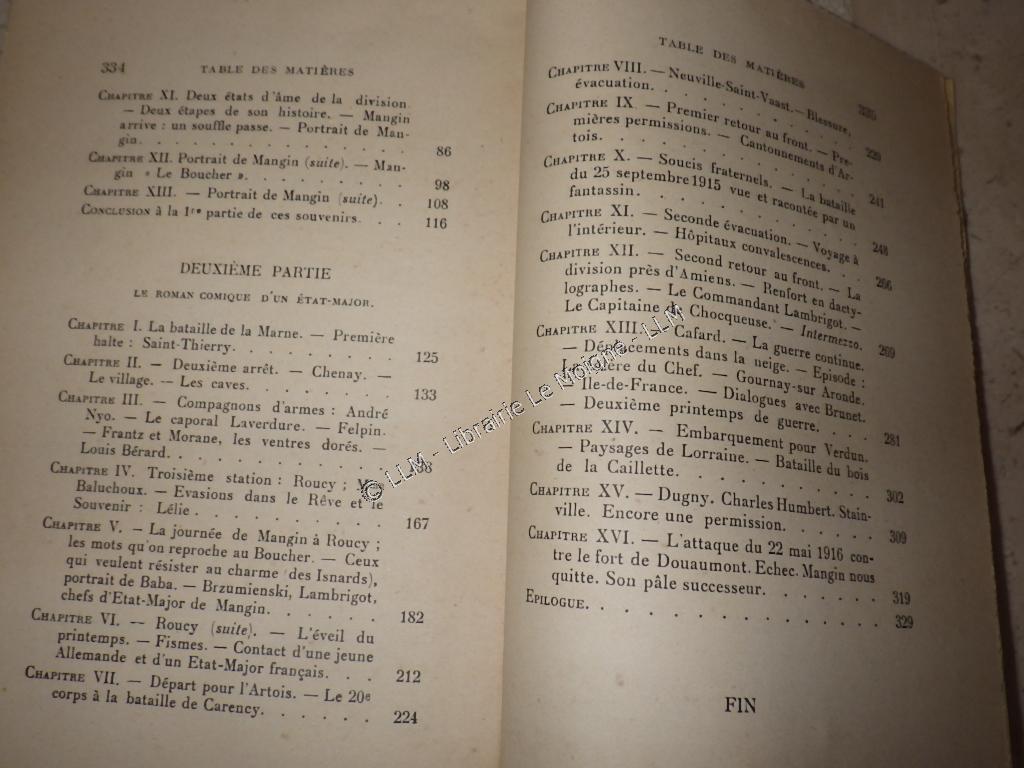 334 TABLE DES MATIÈRES
CHAPITRE XI. Deux états d'âme de la division
— Deux étapes de son histoire. — Mangin
arrive : un souffle passe. — Portrait de Man-
gin. . . . . . . . . . . . . . . 86
CHAPITRE XII. Portrait de Mangin (suite). — Man-
gin « Le Boucher ». . . . . . . . . 98
CHAPITRE XIII. — Portrait de Mangin (suite). . 108
CONCLUSION à la 1re partie de ces souvenirs. . . 116
DEUXIÈME PARTIE
LE ROMAN COMIQUE D'UN ÉTAT-MAJOR.
CHAPITRE I. La bataille de la Marne. — Première
halte : Saint-Thierry. . . . . . . . . 125
CHAPITRE II. — Deuxième arrêt. — Chenay. —
Le village. — Les caves. . . . . . . 133
CHAPITRE III. — Compagnons d'armes : André
Nyo. — Le caporal Laverdure. — Felpin.
— Frantz et Morane, les ventres dorés. —
Louis Bérard. . . . . . . . . .
CHAPITRE IV. Troisième station : Roucy ;
Baluchoux. — Evasions dans le Rêve et le
Souvenir : Lélie . . . . . . . . . 167
CHAPITRE V. — La journée de Mangin à Roucy ;
les mots qu'on reproche au Boucher. — Ceux
qui veulent résister au charme (des Isnards),
portrait de Baba. — Brzumienski, Lambrigot,
chefs d'Etat-Major de Mangin. . . . . . 182
CHAPITRE VI. — Roucy (suite). — L'éveil du
printemps. — Fismes. — Contact d'une jeune
Allemande et d'un Etat-Major français. . . 212
CHAPITRE VII. — Départ pour l'Artois. — Le 20e
corps à la bataille de Carency. . . . . . 224
TABLE DES MATIÈRES 335
CHAPITRE VIII. — Neuville-Saint-Vaast. — Blessure,
évacuation. . . . . . . . . . . 229
CHAPITRE IX. — Premier retour au front. — Pre-
mières permissions. — Cantonnements d'Ar-
tois. . . . . . . . . . . . . 241
CHAPITRE X. — Soucis fraternels. — La bataille
du 25 septembre 1915 vue et racontée par un
fantassin. . . . . . . . . . . . 248
CHAPITRE XI. — Seconde évacuation. — Voyage à
l'intérieur. — Hôpitaux convalescences. . . 266
CHAPITRE XII. — Second retour au front. — La
division près d'Amiens. — Renfort en dacty-
lographes. — Le Commandant Lambrigot. —
Le Capitaine de Chocqueuse. — Intermezzo. 269
CHAPITRE XIII. — Cafard. — La guerre continue.
— Déplacements dans la neige. — Episode :
La Mère du Chef. — Gournay-sur Aronde.
— Ile-de-France. — Dialogues avec Brunet.
— Deuxième printemps de guerre. . . . 281
CHAPITRE XIV. — Embarquement pour Verdun.
— Paysages de Lorraine. — Bataille du bois
de la Caillette. . . . . . . . . . 302
CHAPITRE XV. — Dugny. Charles Humbert. Stain-
ville. Encore une permission. . . . . . 309
CHAPITRE XVI. — L'attaque du 22 mai 1916 con-
tre le fort de Douaumont. Echec. Mangin nous
quitte. Son pâle successeur. . . . . . . 319
EPILOGUE. . . . . . . . . . . . . 329
FIN
© LLM - Librairie Le Moigne - LLM